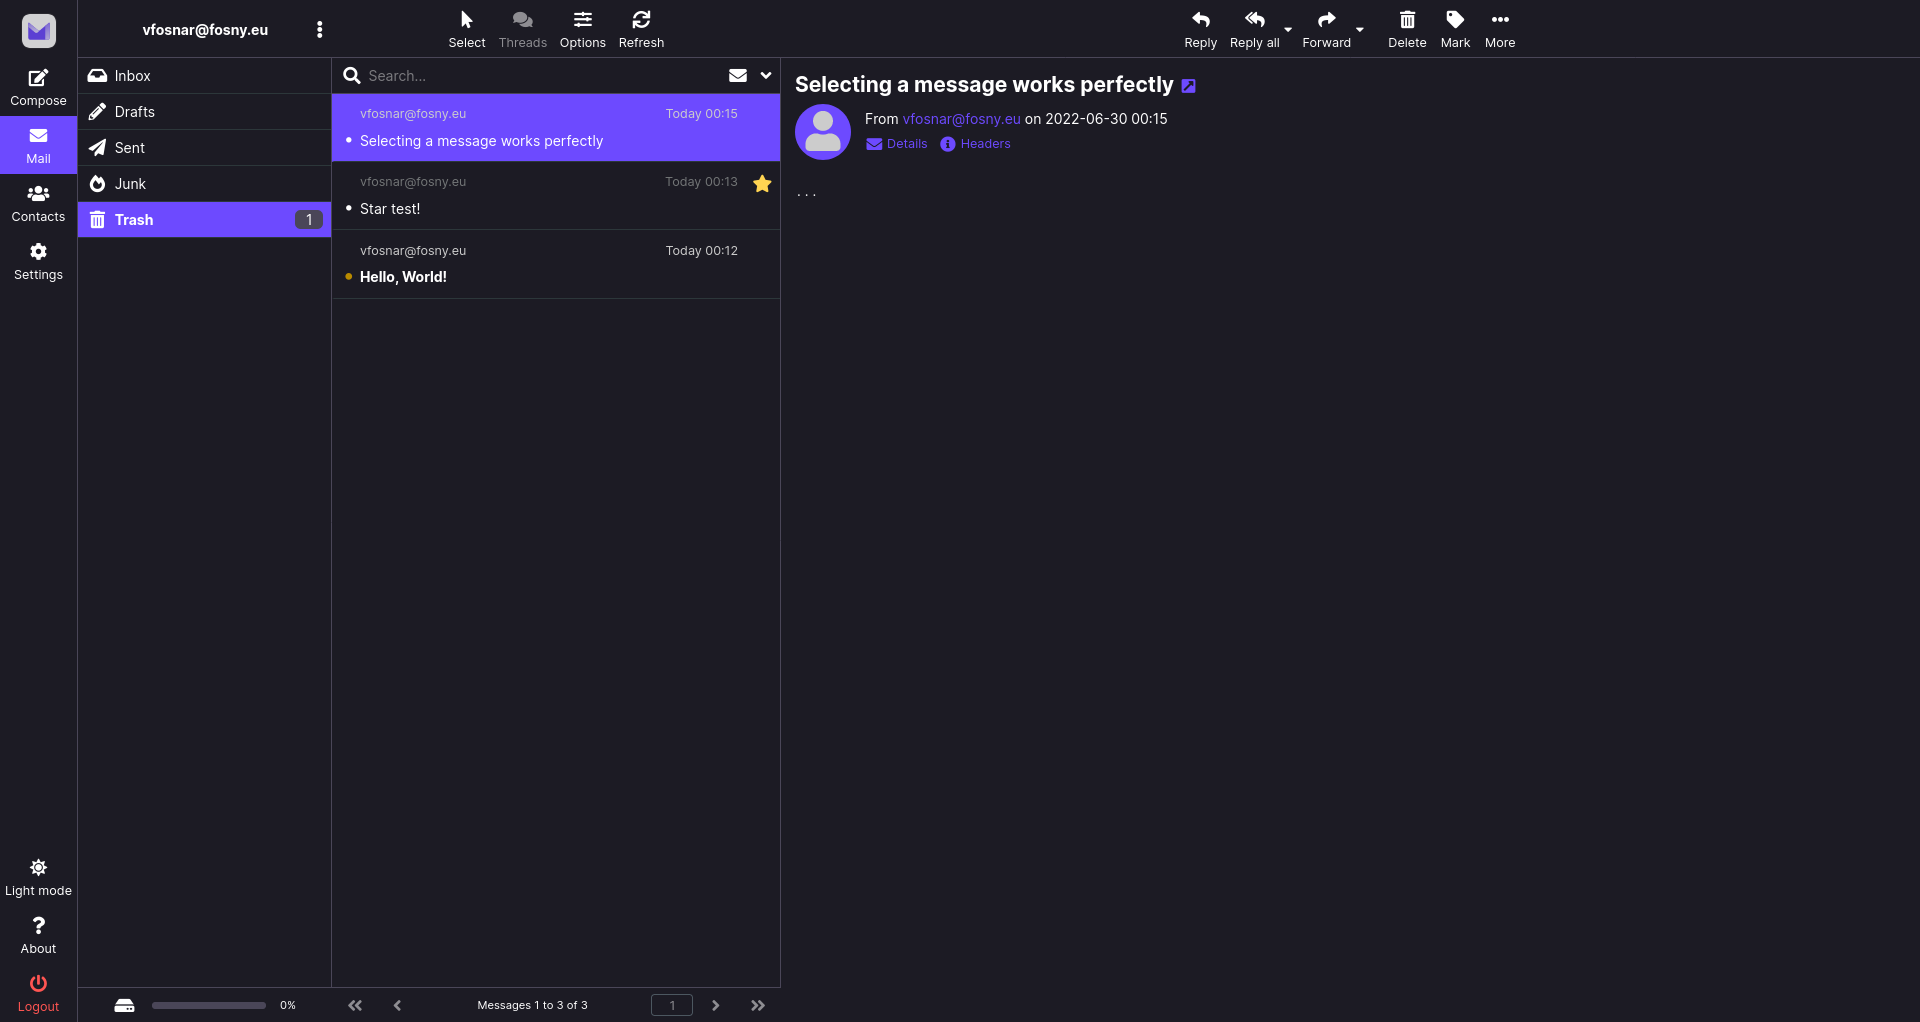 vfosnar@fosny.eu
Select
Threads
Options
Refresh
Reply
Reply all
Forward
Delete
Mark
More
Compose
Mail
Contacts
Settings
Light mode
About
Logout
Inbox
Drafts
Sent
Junk
Trash 1
Search...
vfosnar@fosny.eu Today 00:15
Selecting a message works perfectly
vfosnar@fosny.eu Today 00:13
Star test!
vfosnar@fosny.eu Today 00:12
Hello, World!
Selecting a message works perfectly
From vfosnar@fosny.eu on 2022-06-30 00:15
Details Headers
...
0%
Messages 1 to 3 of 3
1